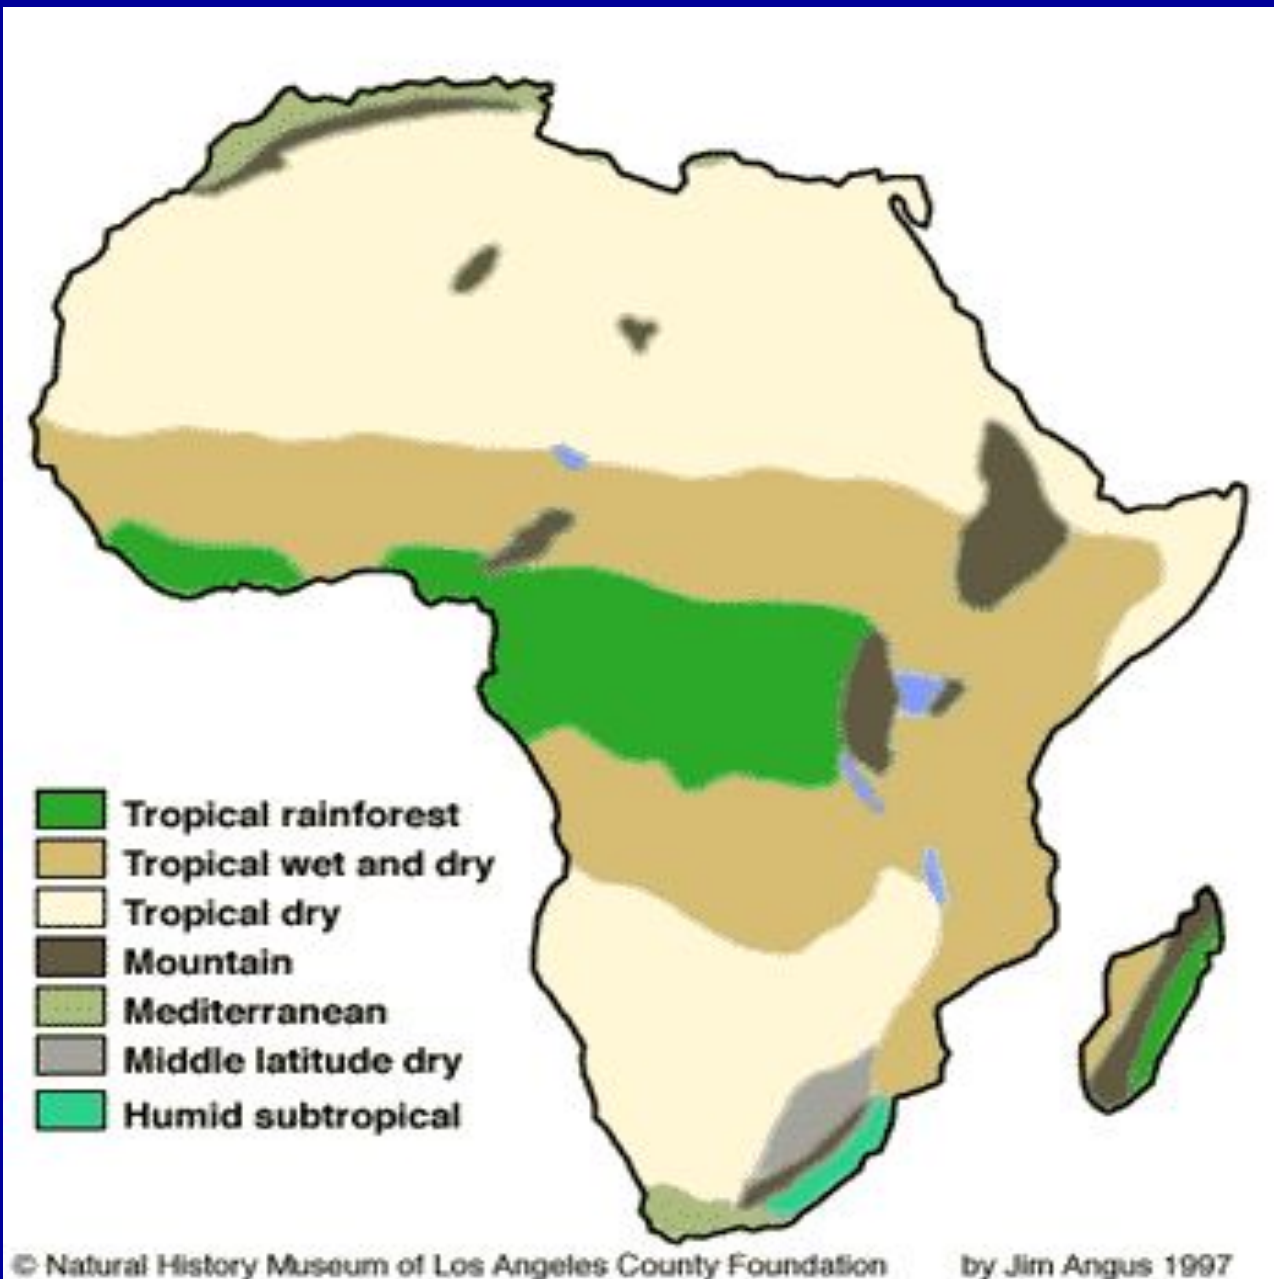 Tropical rainforest
Tropical wet and dry
Tropical dry
Mountain
Mediterranean
Middle latitude dry
Humid subtropical
© Natural History Museum of Los Angeles County Foundation by Jim Angus 1997